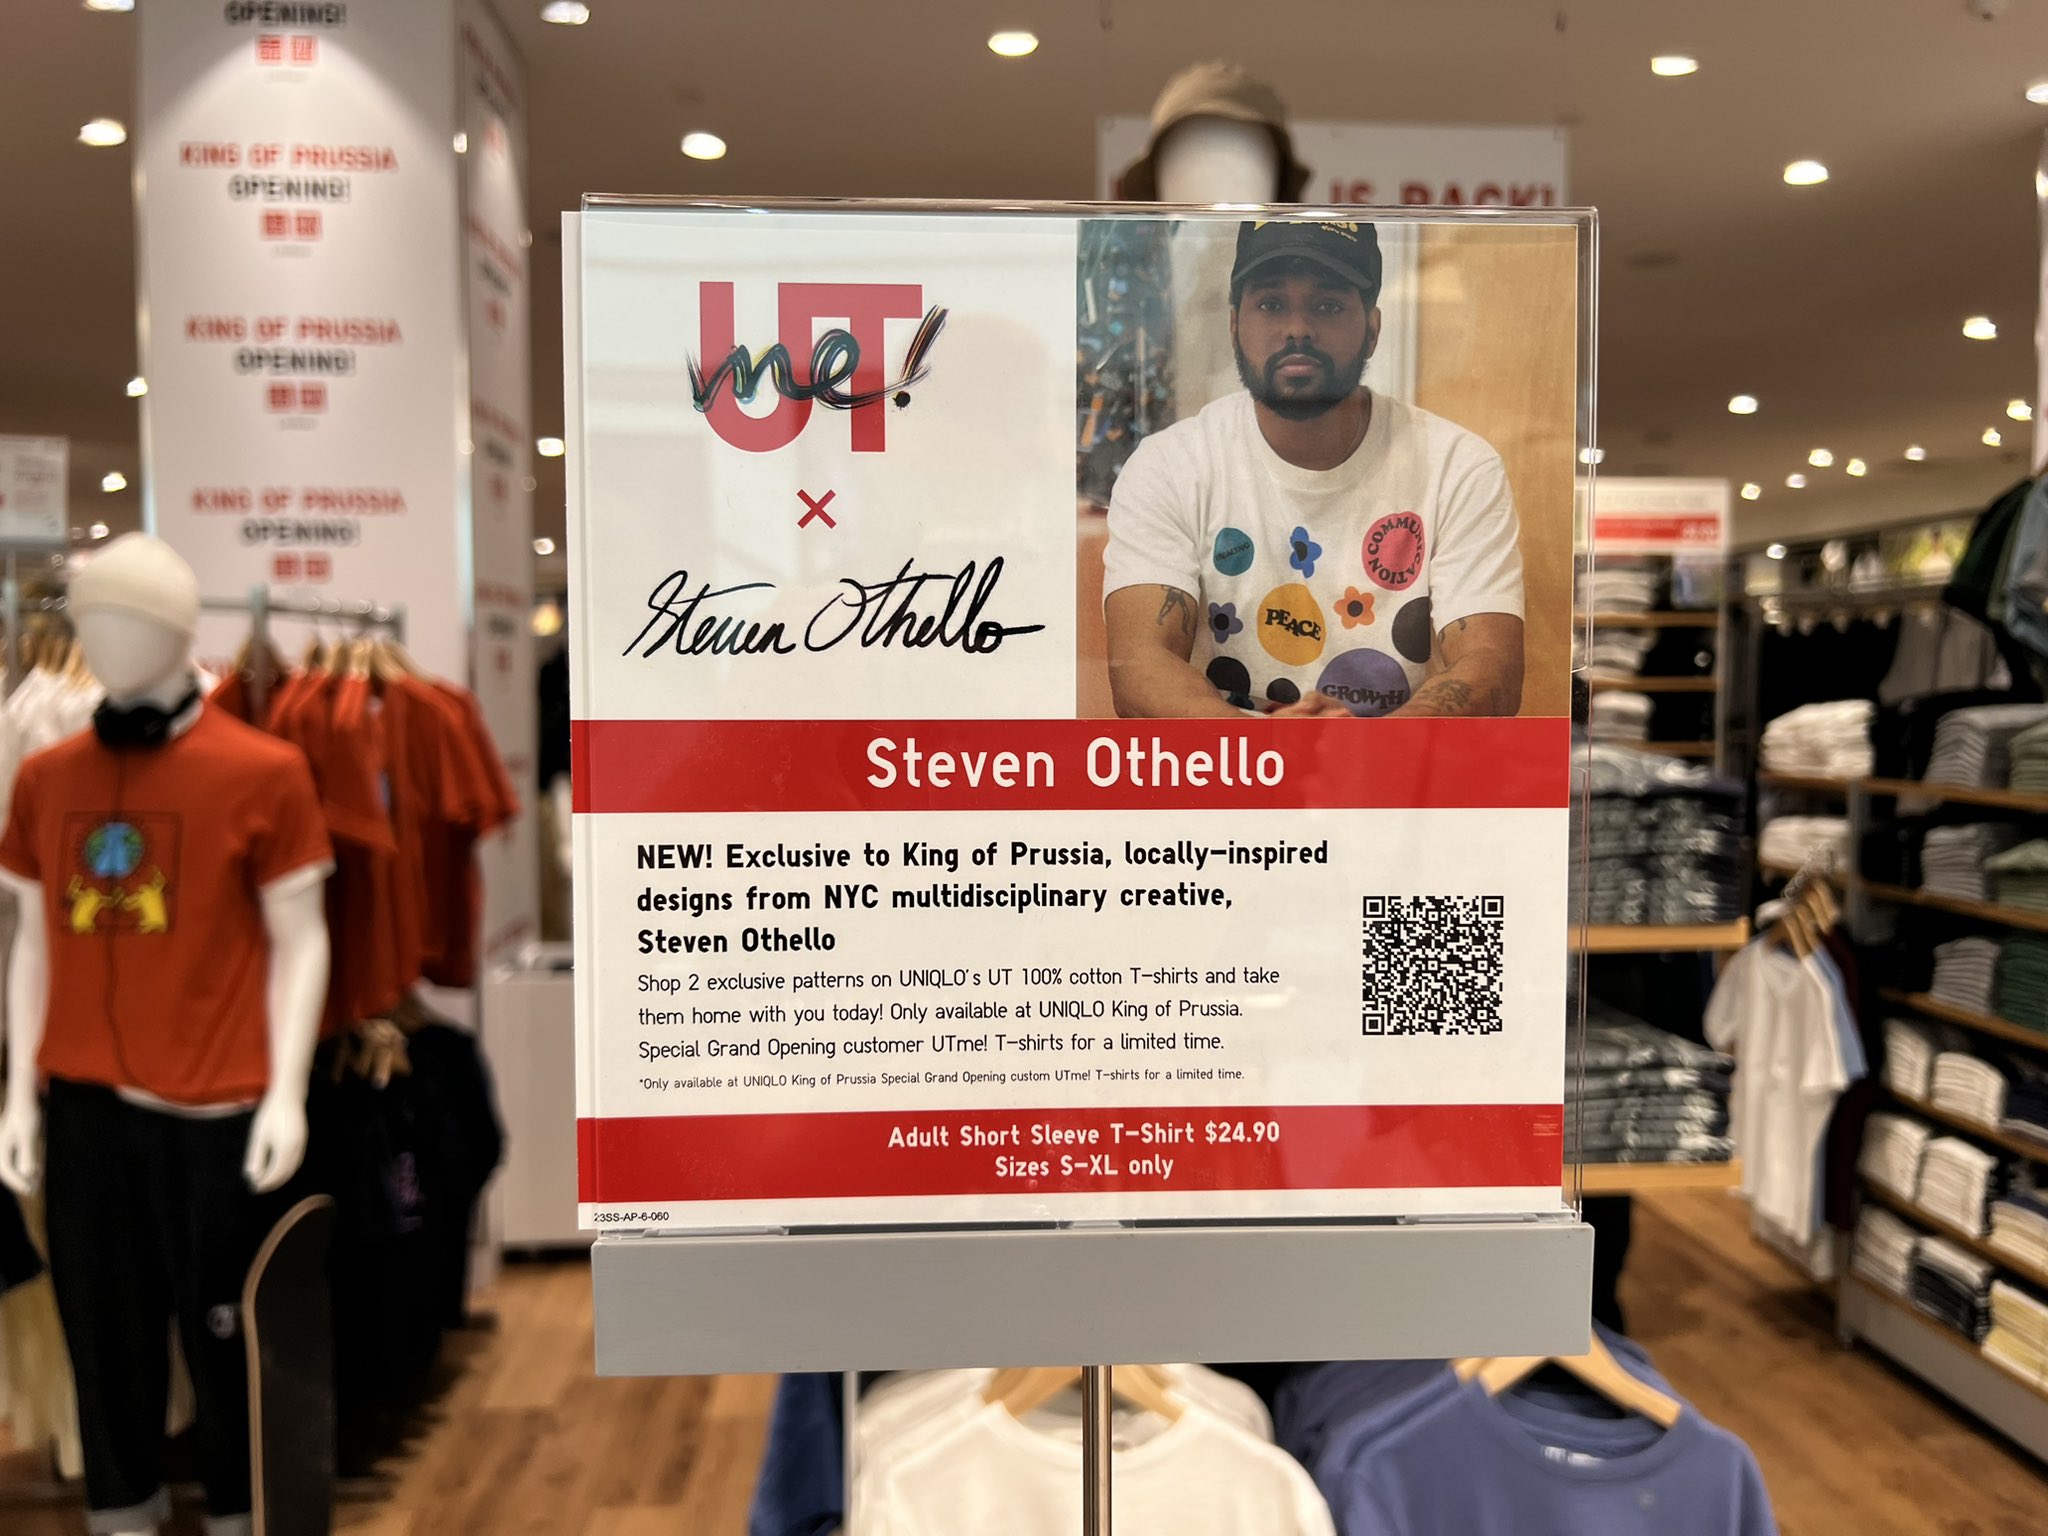 OPENING!
KING OF PRUSSIA
OPENING!
KING OF PRUSSIA
OPENING!
KING OF PRUSSIA
OPENING!
IS BACK!
UT
me!
×
Steven Othello
HEALING
COMMUNICATION
PEACE
GROWTH
Steven Othello
NEW! Exclusive to King of Prussia, locally-inspired
designs from NYC multidisciplinary creative,
Steven Othello
Shop 2 exclusive patterns on UNIQLO's UT 100% cotton T-shirts and take
them home with you today! Only available at UNIQLO King of Prussia.
Special Grand Opening customer UTme! T-shirts for a limited time.
*Only available at UNIQLO King of Prussia Special Grand Opening custom UTme! T-shirts for a limited time.
Adult Short Sleeve T-Shirt $24.90
Sizes S-XL only
23SS-AP-6-060